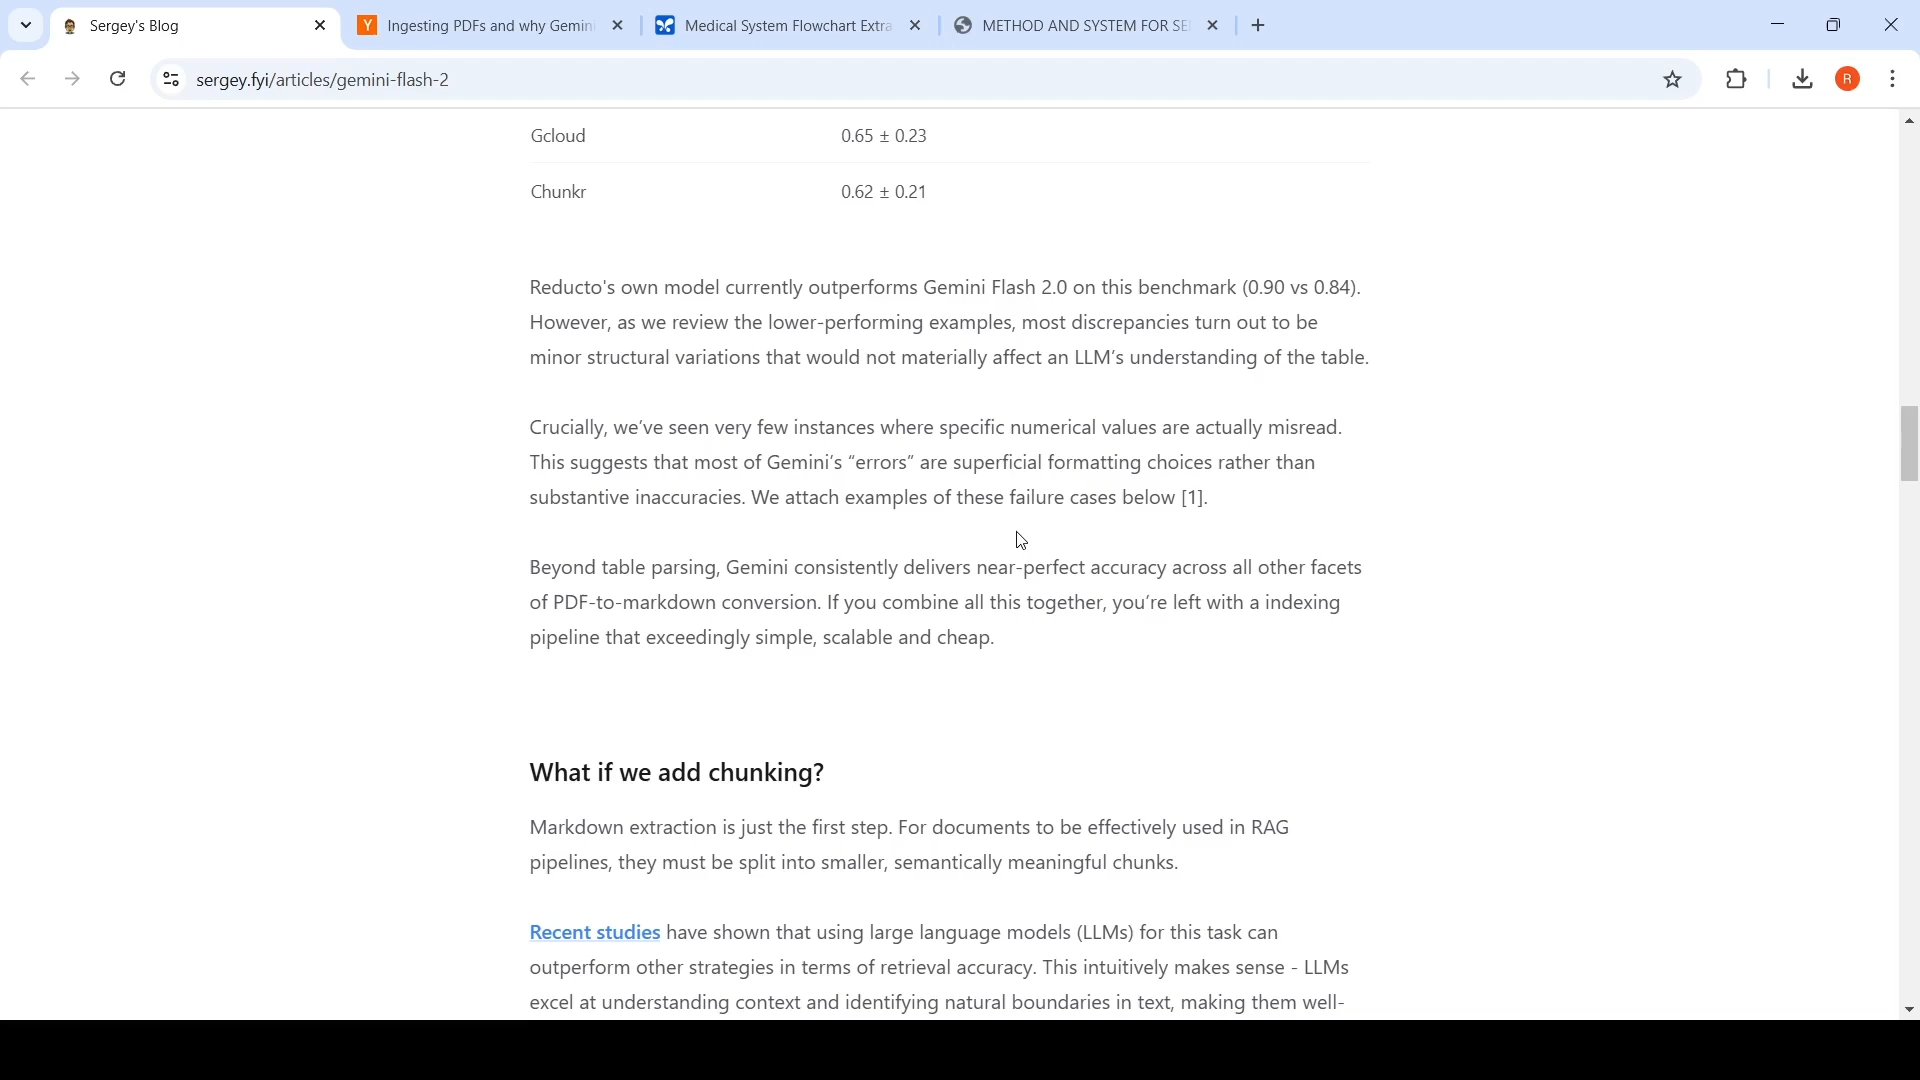 Sergey's Blog
Ingesting PDFs and why Gemini
Medical System Flowchart Extra
METHOD AND SYSTEM FOR SE
sergey.fyi/articles/gemini-flash-2
R
Gcloud 0.65 ± 0.23
Chunkr 0.62 ± 0.21
Reducto's own model currently outperforms Gemini Flash 2.0 on this benchmark (0.90 vs 0.84).
However, as we review the lower-performing examples, most discrepancies turn out to be
minor structural variations that would not materially affect an LLM’s understanding of the table.
Crucially, we’ve seen very few instances where specific numerical values are actually misread.
This suggests that most of Gemini’s “errors” are superficial formatting choices rather than
substantive inaccuracies. We attach examples of these failure cases below [1].
Beyond table parsing, Gemini consistently delivers near-perfect accuracy across all other facets
of PDF-to-markdown conversion. If you combine all this together, you’re left with a indexing
pipeline that exceedingly simple, scalable and cheap.
What if we add chunking?
Markdown extraction is just the first step. For documents to be effectively used in RAG
pipelines, they must be split into smaller, semantically meaningful chunks.
Recent studies have shown that using large language models (LLMs) for this task can
outperform other strategies in terms of retrieval accuracy. This intuitively makes sense - LLMs
excel at understanding context and identifying natural boundaries in text, making them well-